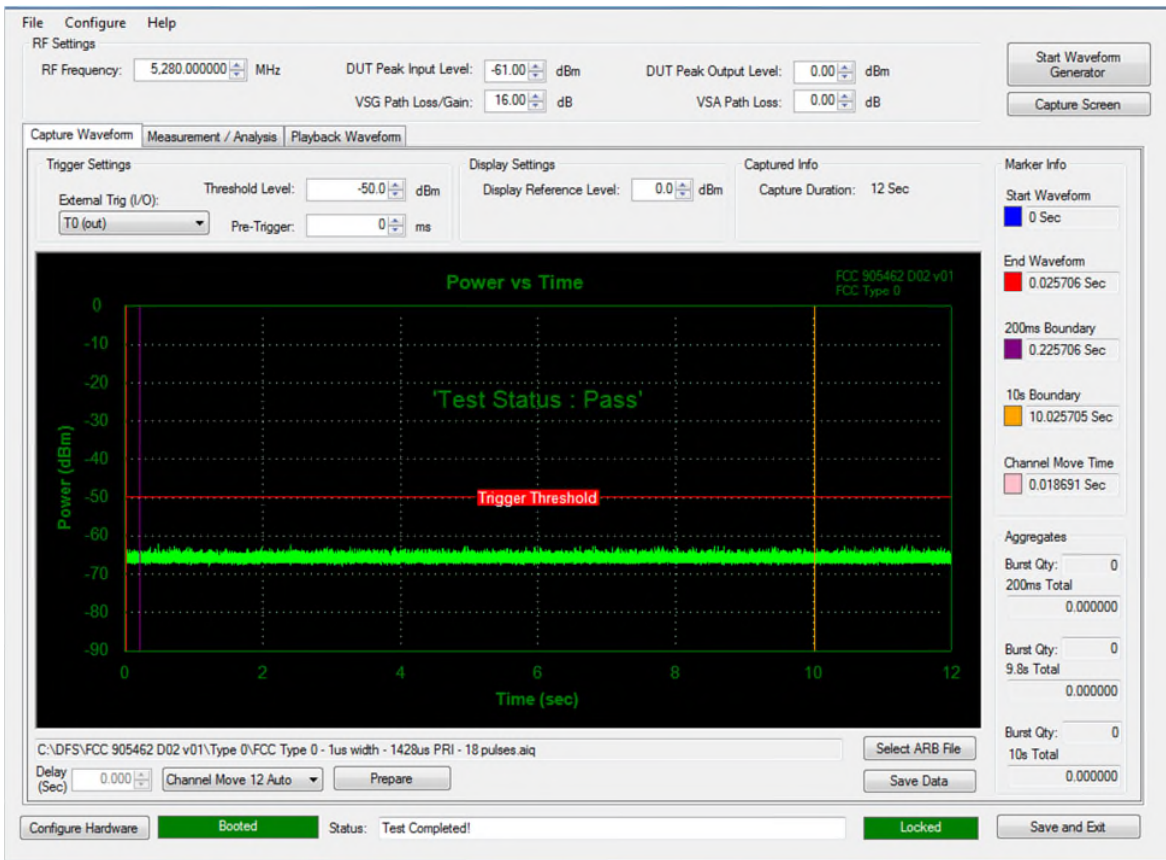 File Configure Help
RF Settings
RF Frequency: 5,280.000000 MHz DUT Peak Input Level: -61.00 dBm DUT Peak Output Level: 0.00 dBm
VSG Path Loss/Gain: 16.00 dB VSA Path Loss: 0.00 dB
Start Waveform
Generator
Capture Screen
Capture Waveform Measurement / Analysis Playback Waveform
Trigger Settings
External Trig (I/O):
T0 (out)
Threshold Level: -50.0 dBm
Pre-Trigger: 0 ms
Display Settings
Display Reference Level: 0.0 dBm
Captured Info
Capture Duration: 12 Sec
Power vs Time
FCC 905462 D02 v01
FCC Type 0
'Test Status : Pass'
Trigger Threshold
Power (dBm)
0
-10
-20
-30
-40
-50
-60
-70
-80
-90
0 2 4 6 8 10 12
Time (sec)
Marker Info
Start Waveform
0 Sec
End Waveform
0.025706 Sec
200ms Boundary
0.225706 Sec
10s Boundary
10.025705 Sec
Channel Move Time
0.018691 Sec
Aggregates
Burst Qty: 0
200ms Total
0.000000
Burst Qty: 0
9.8s Total
0.000000
Burst Qty: 0
10s Total
0.000000
C:\DFS\FCC 905462 D02 v01\Type 0\FCC Type 0 - 1us width - 1428us PRI - 18 pulses.aiq
Select ARB File
Delay
(Sec) 0.000 Channel Move 12 Auto Prepare
Save Data
Configure Hardware Booted Status: Test Completed! Locked Save and Exit